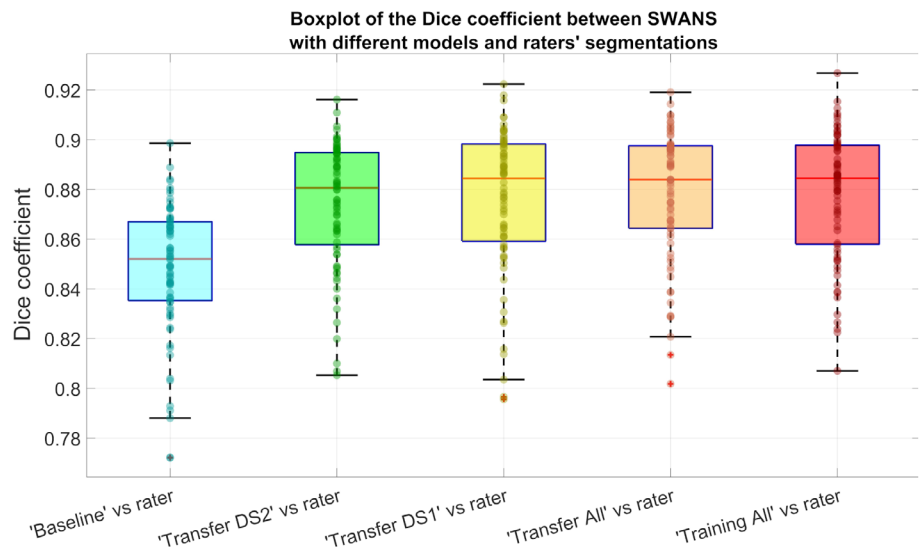 Boxplot of the Dice coefficient between SWANS
with different models and raters' segmentations
Dice coefficient
0.92
0.9
0.88
0.86
0.84
0.82
0.8
0.78
'Baseline' vs rater
'Transfer DS2' vs rater
'Transfer DS1' vs rater
'Transfer All' vs rater
'Training All' vs rater